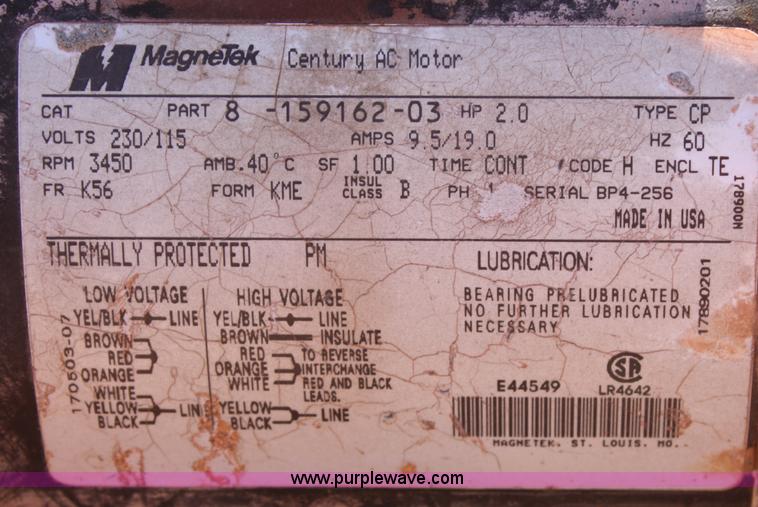 MagneTek Century AC Motor
CAT PART 8-159162-03 HP 2.0 TYPE CP
VOLTS 230/115 AMPS 9.5/19.0 HZ 60
RPM 3450 AMB. 40°C SF 1.00 TIME CONT CODE H ENCL TE
FR K56 FORM KME INSUL CLASS B PH SERIAL BP4-256
MADE IN USA
178900N
THERMALLY PROTECTED PM
LOW VOLTAGE
YEL/BLK LINE
BROWN
RED
ORANGE
WHITE
YELLOW LINE
BLACK
170503-07
HIGH VOLTAGE
YEL/BLK LINE
BROWN INSULATE
RED
ORANGE
WHITE
TO REVERSE
INTERCHANGE
RED AND BLACK
LEADS.
YELLOW LINE
BLACK
LUBRICATION:
BEARING PRELUBRICATED
NO FURTHER LUBRICATION
NECESSARY
17890201
E44549
LR4642
MAGNETEK, ST. LOUIS, MO.
www.purplewave.com